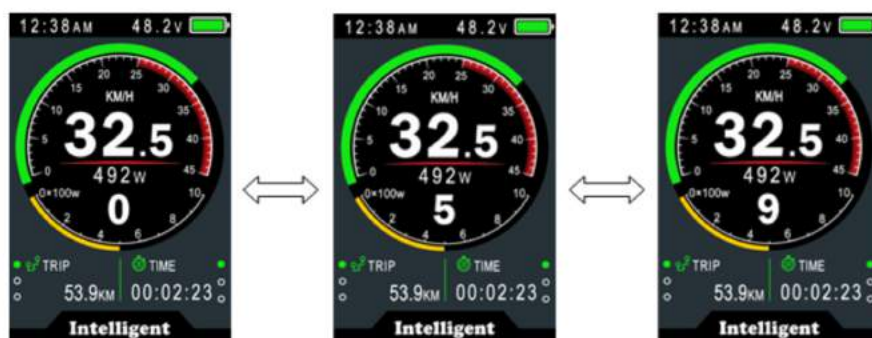 12:38AM 48.2V
20 25
15 30
10 KM/H 35
5 32.5 40
0 45
492W
0×100w 10
2 0 8
4 6
TRIP TIME
53.9KM 00:02:23
Intelligent
12:38AM 48.2V
20 25
15 30
10 KM/H 35
5 32.5 40
0 45
492W
0×100w 10
2 5 8
4 6
TRIP TIME
53.9KM 00:02:23
Intelligent
12:38AM 48.2V
20 25
15 30
10 KM/H 35
5 32.5 40
0 45
492W
0×100w 10
2 9 8
4 6
TRIP TIME
53.9KM 00:02:23
Intelligent